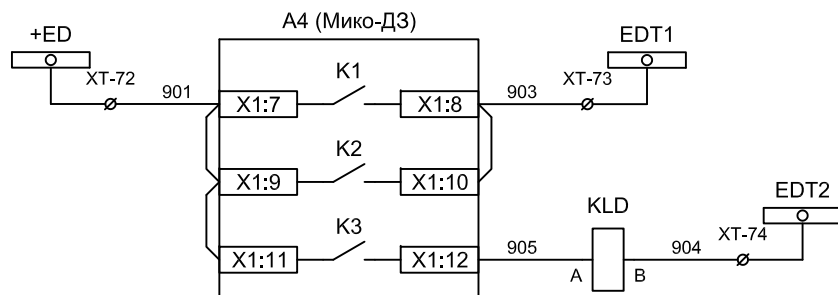 A4 (Мико-ДЗ)
+ED
EDT1
XT-72
901
K1
903
XT-73
X1:7
X1:8
K2
X1:9
X1:10
EDT2
KLD
K3
XT-74
905
904
X1:11
X1:12
A
B